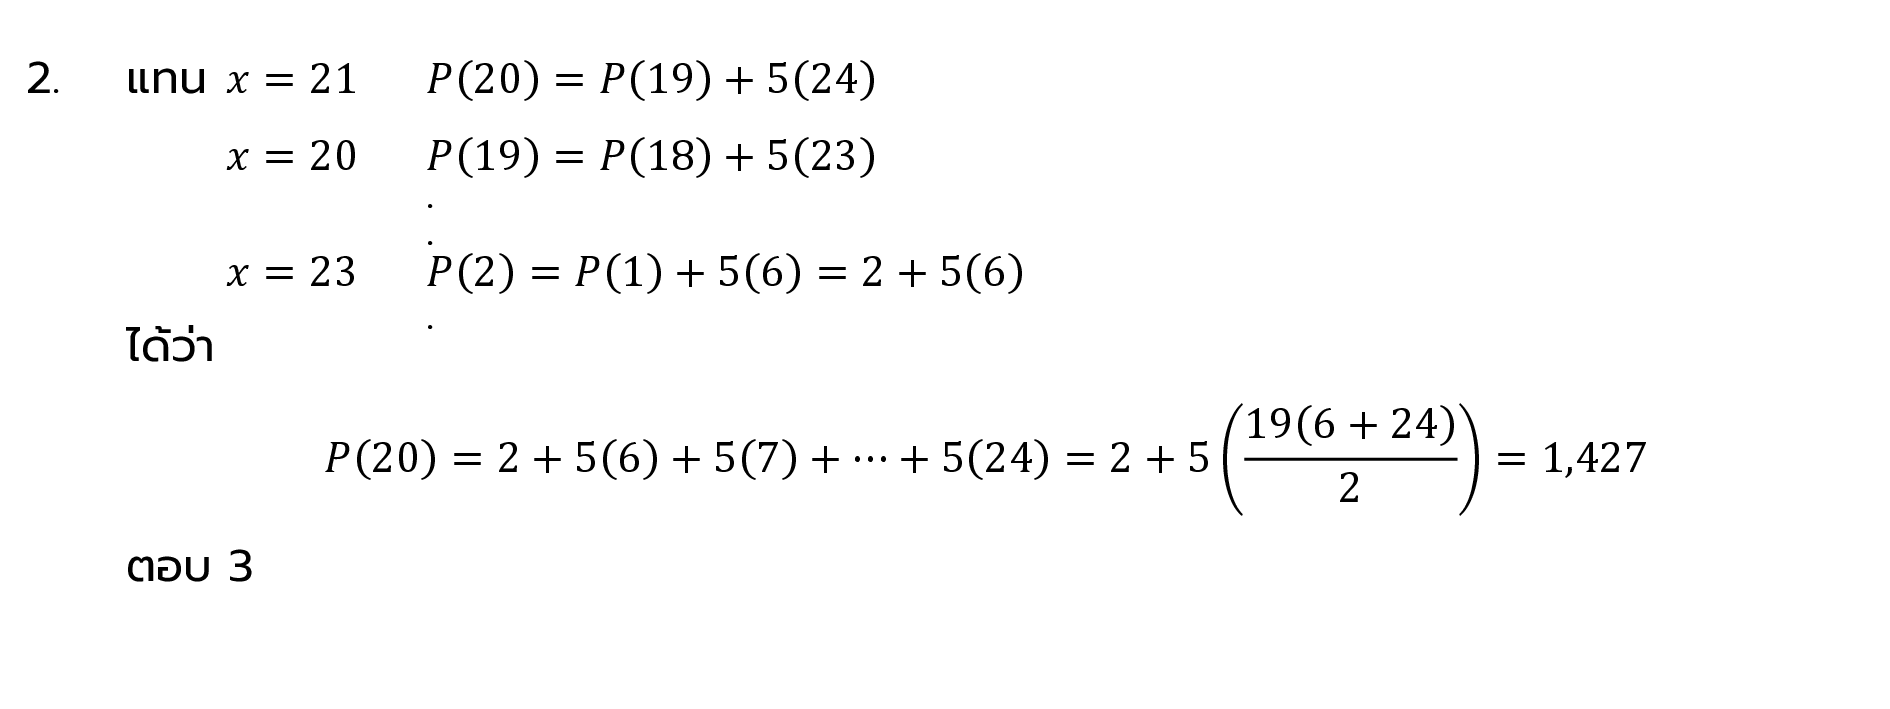 2. แทน x = 21 P(20) = P(19) + 5(24)
x = 20 P(19) = P(18) + 5(23)
.
.
x = 23 P(2) = P(1) + 5(6) = 2 + 5(6)
.
ได้ว่า
P(20) = 2 + 5(6) + 5(7) + ⋯ + 5(24) = 2 + 5(19(6 + 24)/2) = 1,427
ตอบ 3